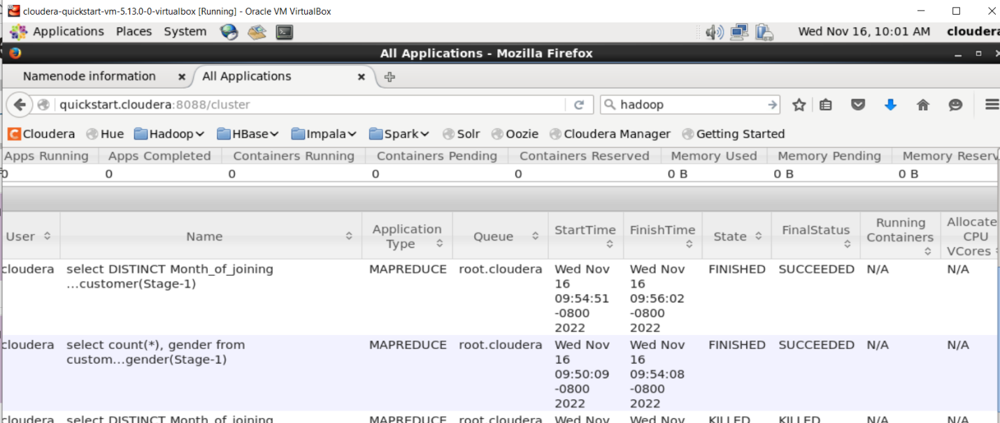 cloudera-quickstart-vm-5.13.0-0-virtualbox [Running] - Oracle VM VirtualBox
Applications Places System Wed Nov 16, 10:01 AM cloudera
All Applications - Mozilla Firefox
Namenode information All Applications
quickstart.cloudera:8088/cluster hadoop
Cloudera Hue Hadoop HBase Impala Spark Solr Oozie Cloudera Manager Getting Started
Apps Running Apps Completed Containers Running Containers Pending Containers Reserved Memory Used Memory Pending Memory Reserv
0 0 0 0 0 0 B 0 B 0 B
User Name Application Type Queue StartTime FinishTime State FinalStatus Running Containers Allocate CPU VCores
cloudera select DISTINCT Month_of_joining MAPREDUCE root.cloudera Wed Nov Wed Nov FINISHED SUCCEEDED N/A N/A
...customer(Stage-1) 16 16
09:54:51 09:56:02
-0800 -0800
2022 2022
cloudera select count(*), gender from MAPREDUCE root.cloudera Wed Nov Wed Nov FINISHED SUCCEEDED N/A N/A
custom...gender(Stage-1) 16 16
09:50:09 09:54:08
-0800 -0800
2022 2022
cloudera select DISTINCT Month_of_joining MAPREDUCE root.cloudera Wed Nov Wed Nov KILLED KILLED N/A N/A